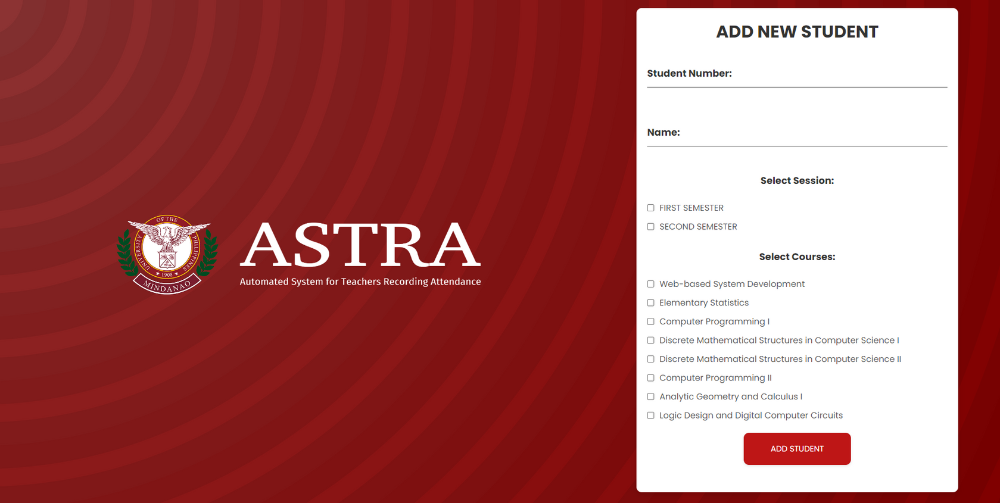 OF THE
UNIVERSITY
PHILIPPINES
★ 1908 ★
MINDANAO
ASTRA
Automated System for Teachers Recording Attendance
ADD NEW STUDENT
Student Number:
Name:
Select Session:
FIRST SEMESTER
SECOND SEMESTER
Select Courses:
Web-based System Development
Elementary Statistics
Computer Programming I
Discrete Mathematical Structures in Computer Science I
Discrete Mathematical Structures in Computer Science II
Computer Programming II
Analytic Geometry and Calculus I
Logic Design and Digital Computer Circuits
ADD STUDENT